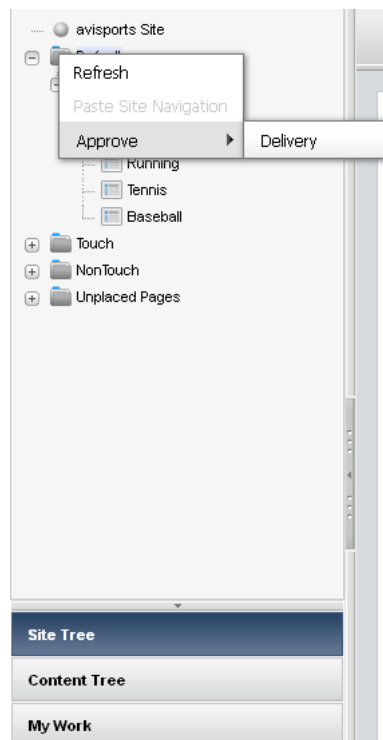 avisports Site
Refresh
Paste Site Navigation
Approve
Delivery
Running
Tennis
Baseball
Touch
NonTouch
Unplaced Pages
Site Tree
Content Tree
My Work